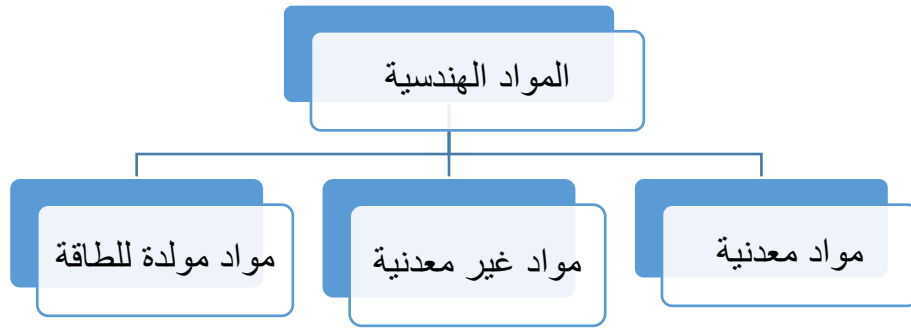 المواد الهندسية
مواد معدنية
مواد غير معدنية
مواد مولدة للطاقة